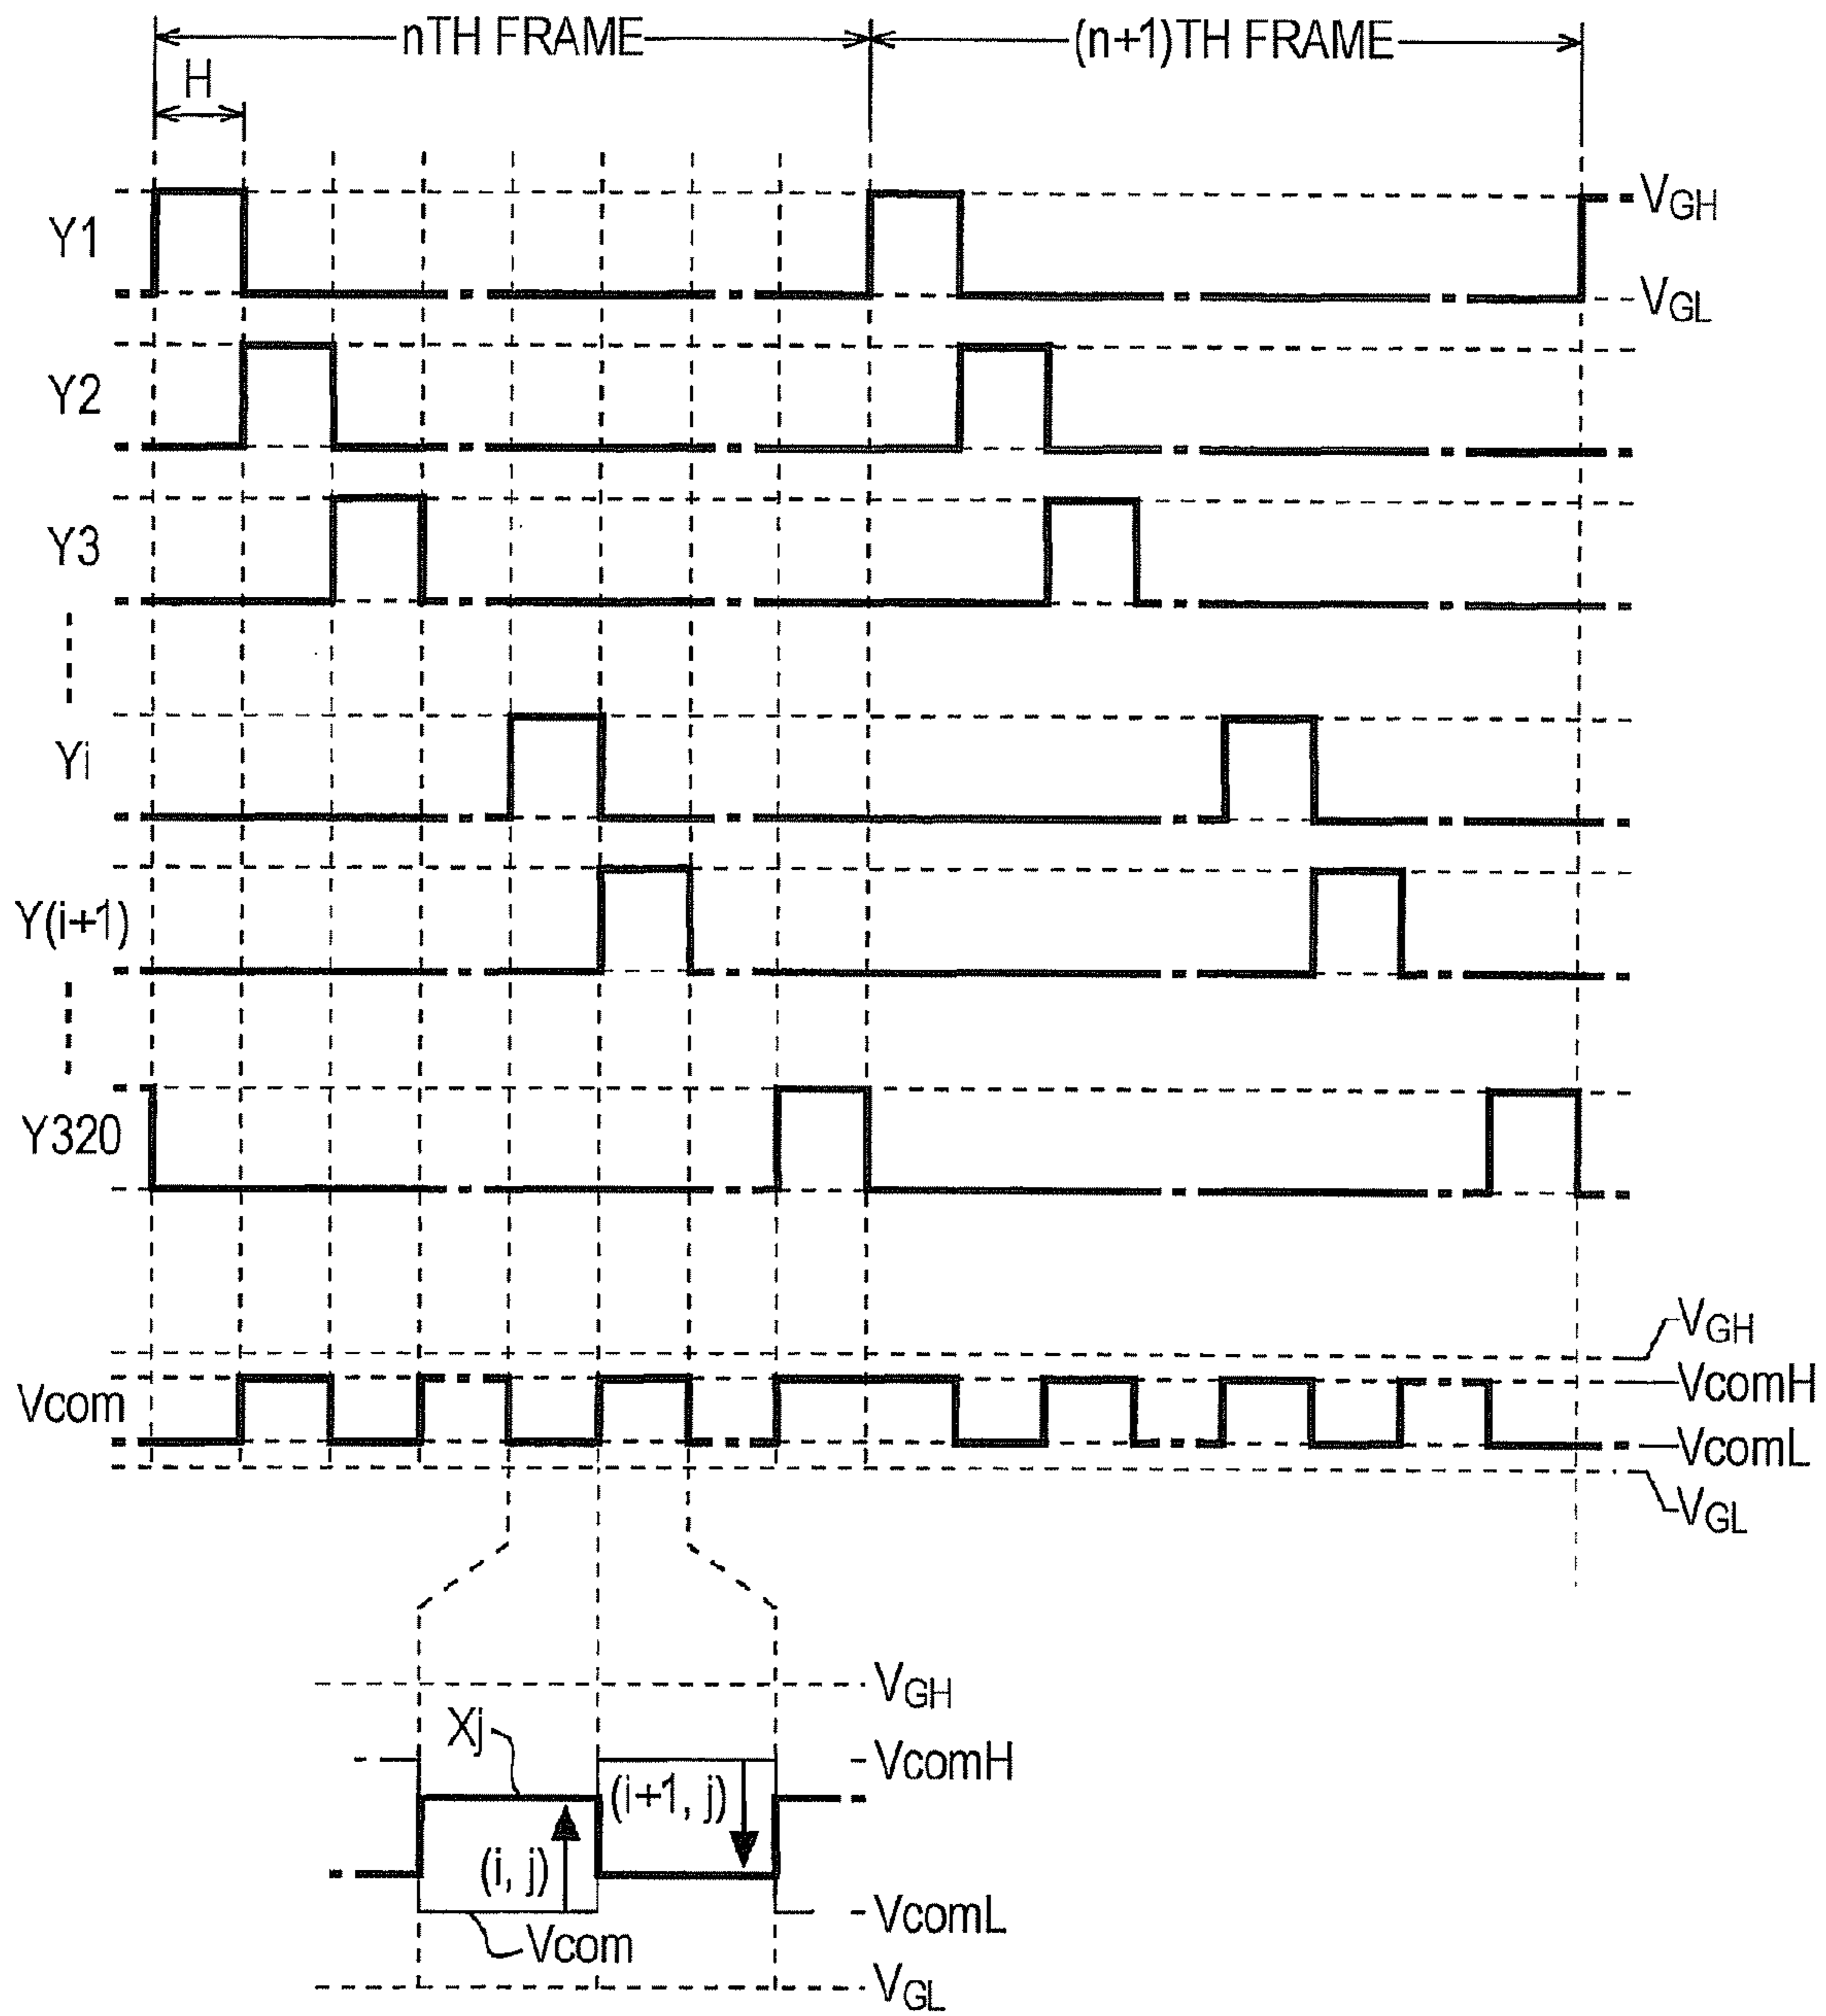 nTH FRAME
(n+1)TH FRAME
H
Y1
VGH
VGL
Y2
Y3
Yi
Y(i+1)
Y320
VGH
Vcom
VcomH
VcomL
VGL
VGH
Xj
VcomH
(i+1, j)
(i, j)
VcomL
Vcom
VGL